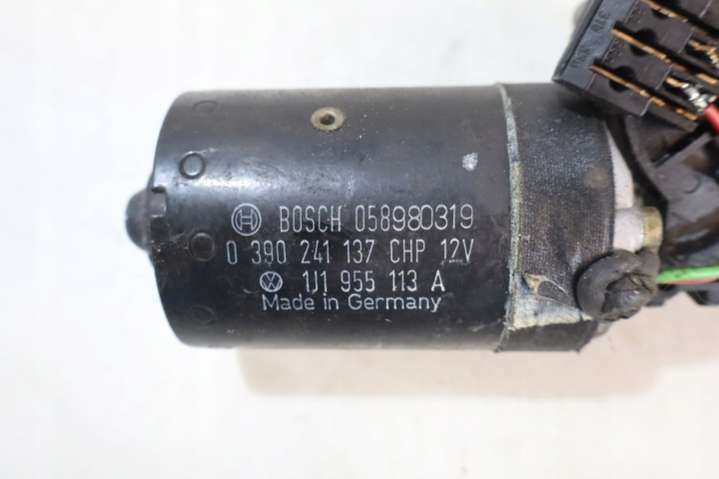 BOSCH 058980319
0 390 241 137 CHP 12V
1J1 955 113 A
Made in Germany